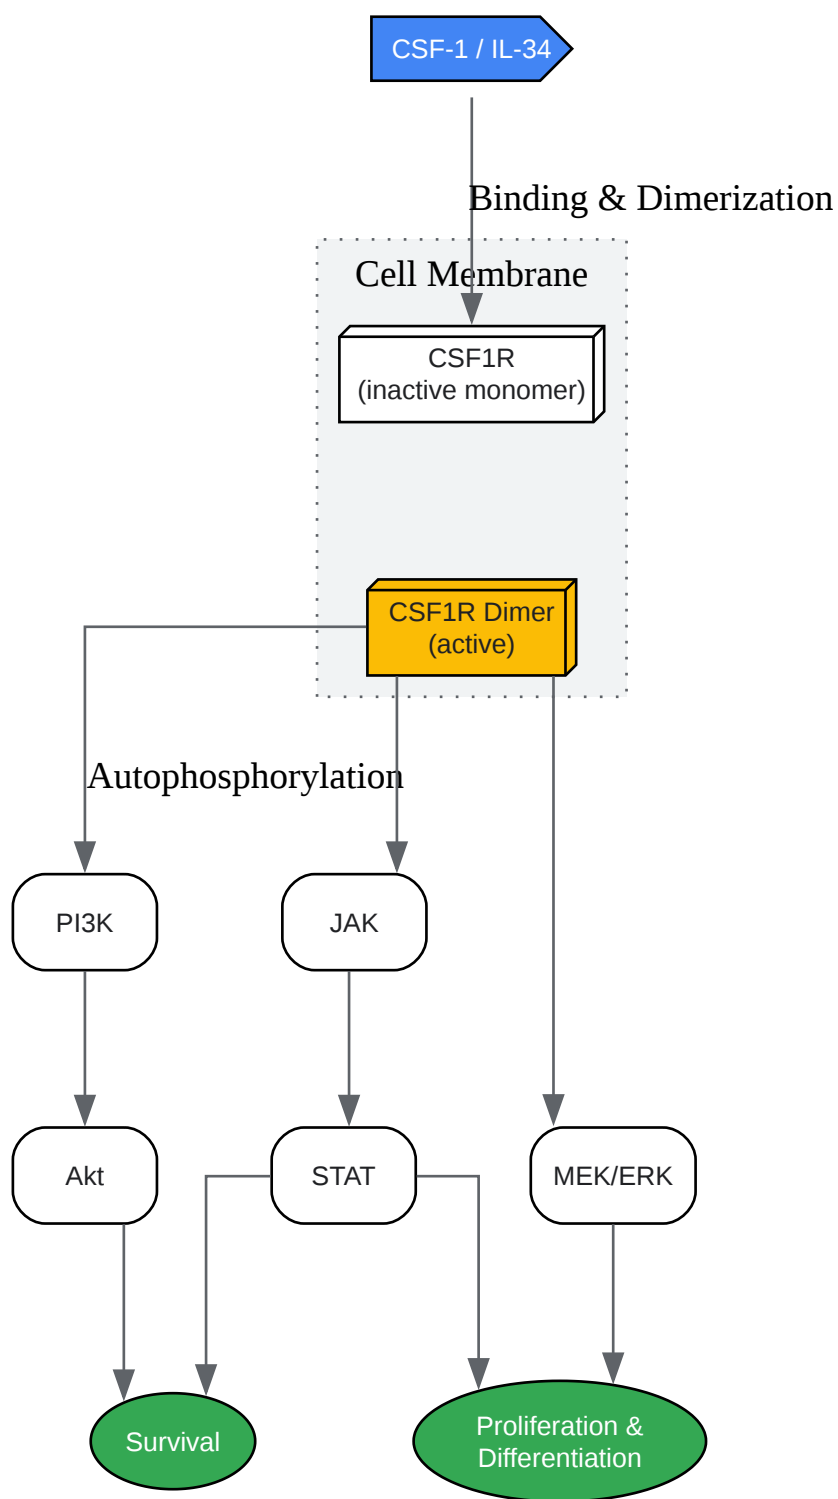 CSF-1 / IL-34
Binding & Dimerization
Cell Membrane
CSF1R
(inactive monomer)
CSF1R Dimer
(active)
Autophosphorylation
PI3K
JAK
Akt
STAT
MEK/ERK
Survival
Proliferation &
Differentiation